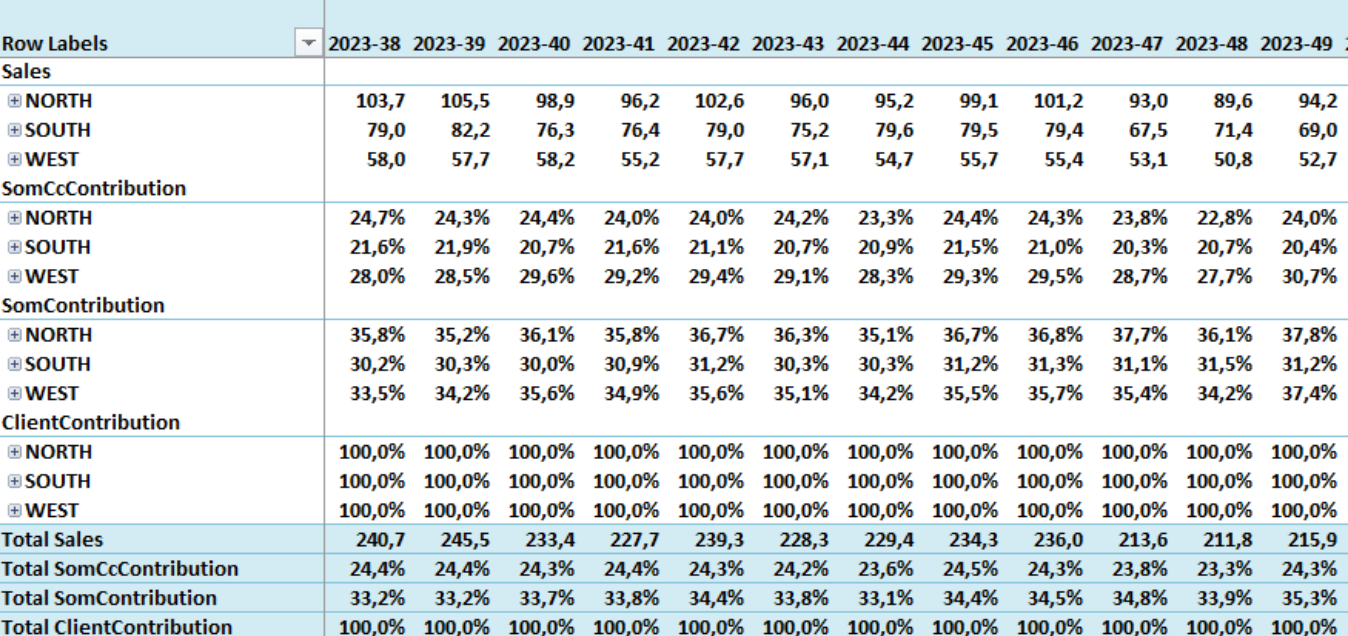 Row Labels 2023-38 2023-39 2023-40 2023-41 2023-42 2023-43 2023-44 2023-45 2023-46 2023-47 2023-48 2023-49
Sales
NORTH 103,7 105,5 98,9 96,2 102,6 96,0 95,2 99,1 101,2 93,0 89,6 94,2
SOUTH 79,0 82,2 76,3 76,4 79,0 75,2 79,6 79,5 79,4 67,5 71,4 69,0
WEST 58,0 57,7 58,2 55,2 57,7 57,1 54,7 55,7 55,4 53,1 50,8 52,7
SomCcContribution
NORTH 24,7% 24,3% 24,4% 24,0% 24,0% 24,2% 23,3% 24,4% 24,3% 23,8% 22,8% 24,0%
SOUTH 21,6% 21,9% 20,7% 21,6% 21,1% 20,7% 20,9% 21,5% 21,0% 20,3% 20,7% 20,4%
WEST 28,0% 28,5% 29,6% 29,2% 29,4% 29,1% 28,3% 29,3% 29,5% 28,7% 27,7% 30,7%
SomContribution
NORTH 35,8% 35,2% 36,1% 35,8% 36,7% 36,3% 35,1% 36,7% 36,8% 37,7% 36,1% 37,8%
SOUTH 30,2% 30,3% 30,0% 30,9% 31,2% 30,3% 30,3% 31,2% 31,3% 31,1% 31,5% 31,2%
WEST 33,5% 34,2% 35,6% 34,9% 35,6% 35,1% 34,2% 35,5% 35,7% 35,4% 34,2% 37,4%
ClientContribution
NORTH 100,0% 100,0% 100,0% 100,0% 100,0% 100,0% 100,0% 100,0% 100,0% 100,0% 100,0% 100,0%
SOUTH 100,0% 100,0% 100,0% 100,0% 100,0% 100,0% 100,0% 100,0% 100,0% 100,0% 100,0% 100,0%
WEST 100,0% 100,0% 100,0% 100,0% 100,0% 100,0% 100,0% 100,0% 100,0% 100,0% 100,0% 100,0%
Total Sales 240,7 245,5 233,4 227,7 239,3 228,3 229,4 234,3 236,0 213,6 211,8 215,9
Total SomCcContribution 24,4% 24,4% 24,3% 24,4% 24,3% 24,2% 23,6% 24,5% 24,3% 23,8% 23,3% 24,3%
Total SomContribution 33,2% 33,2% 33,7% 33,8% 34,4% 33,8% 33,1% 34,4% 34,5% 34,8% 33,9% 35,3%
Total ClientContribution 100,0% 100,0% 100,0% 100,0% 100,0% 100,0% 100,0% 100,0% 100,0% 100,0% 100,0% 100,0%